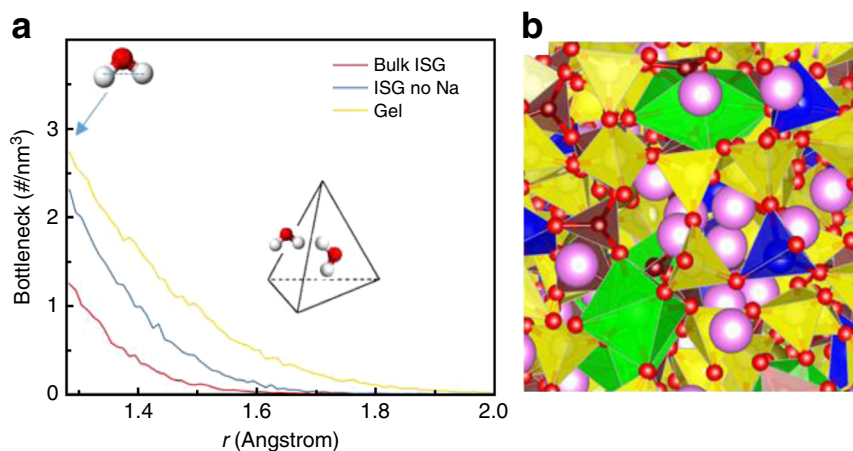 a
b
Bulk ISG
ISG no Na
Gel
Bottleneck (#/nm3)
3
2
1
0
1.4
1.6
1.8
2.0
r (Angstrom)